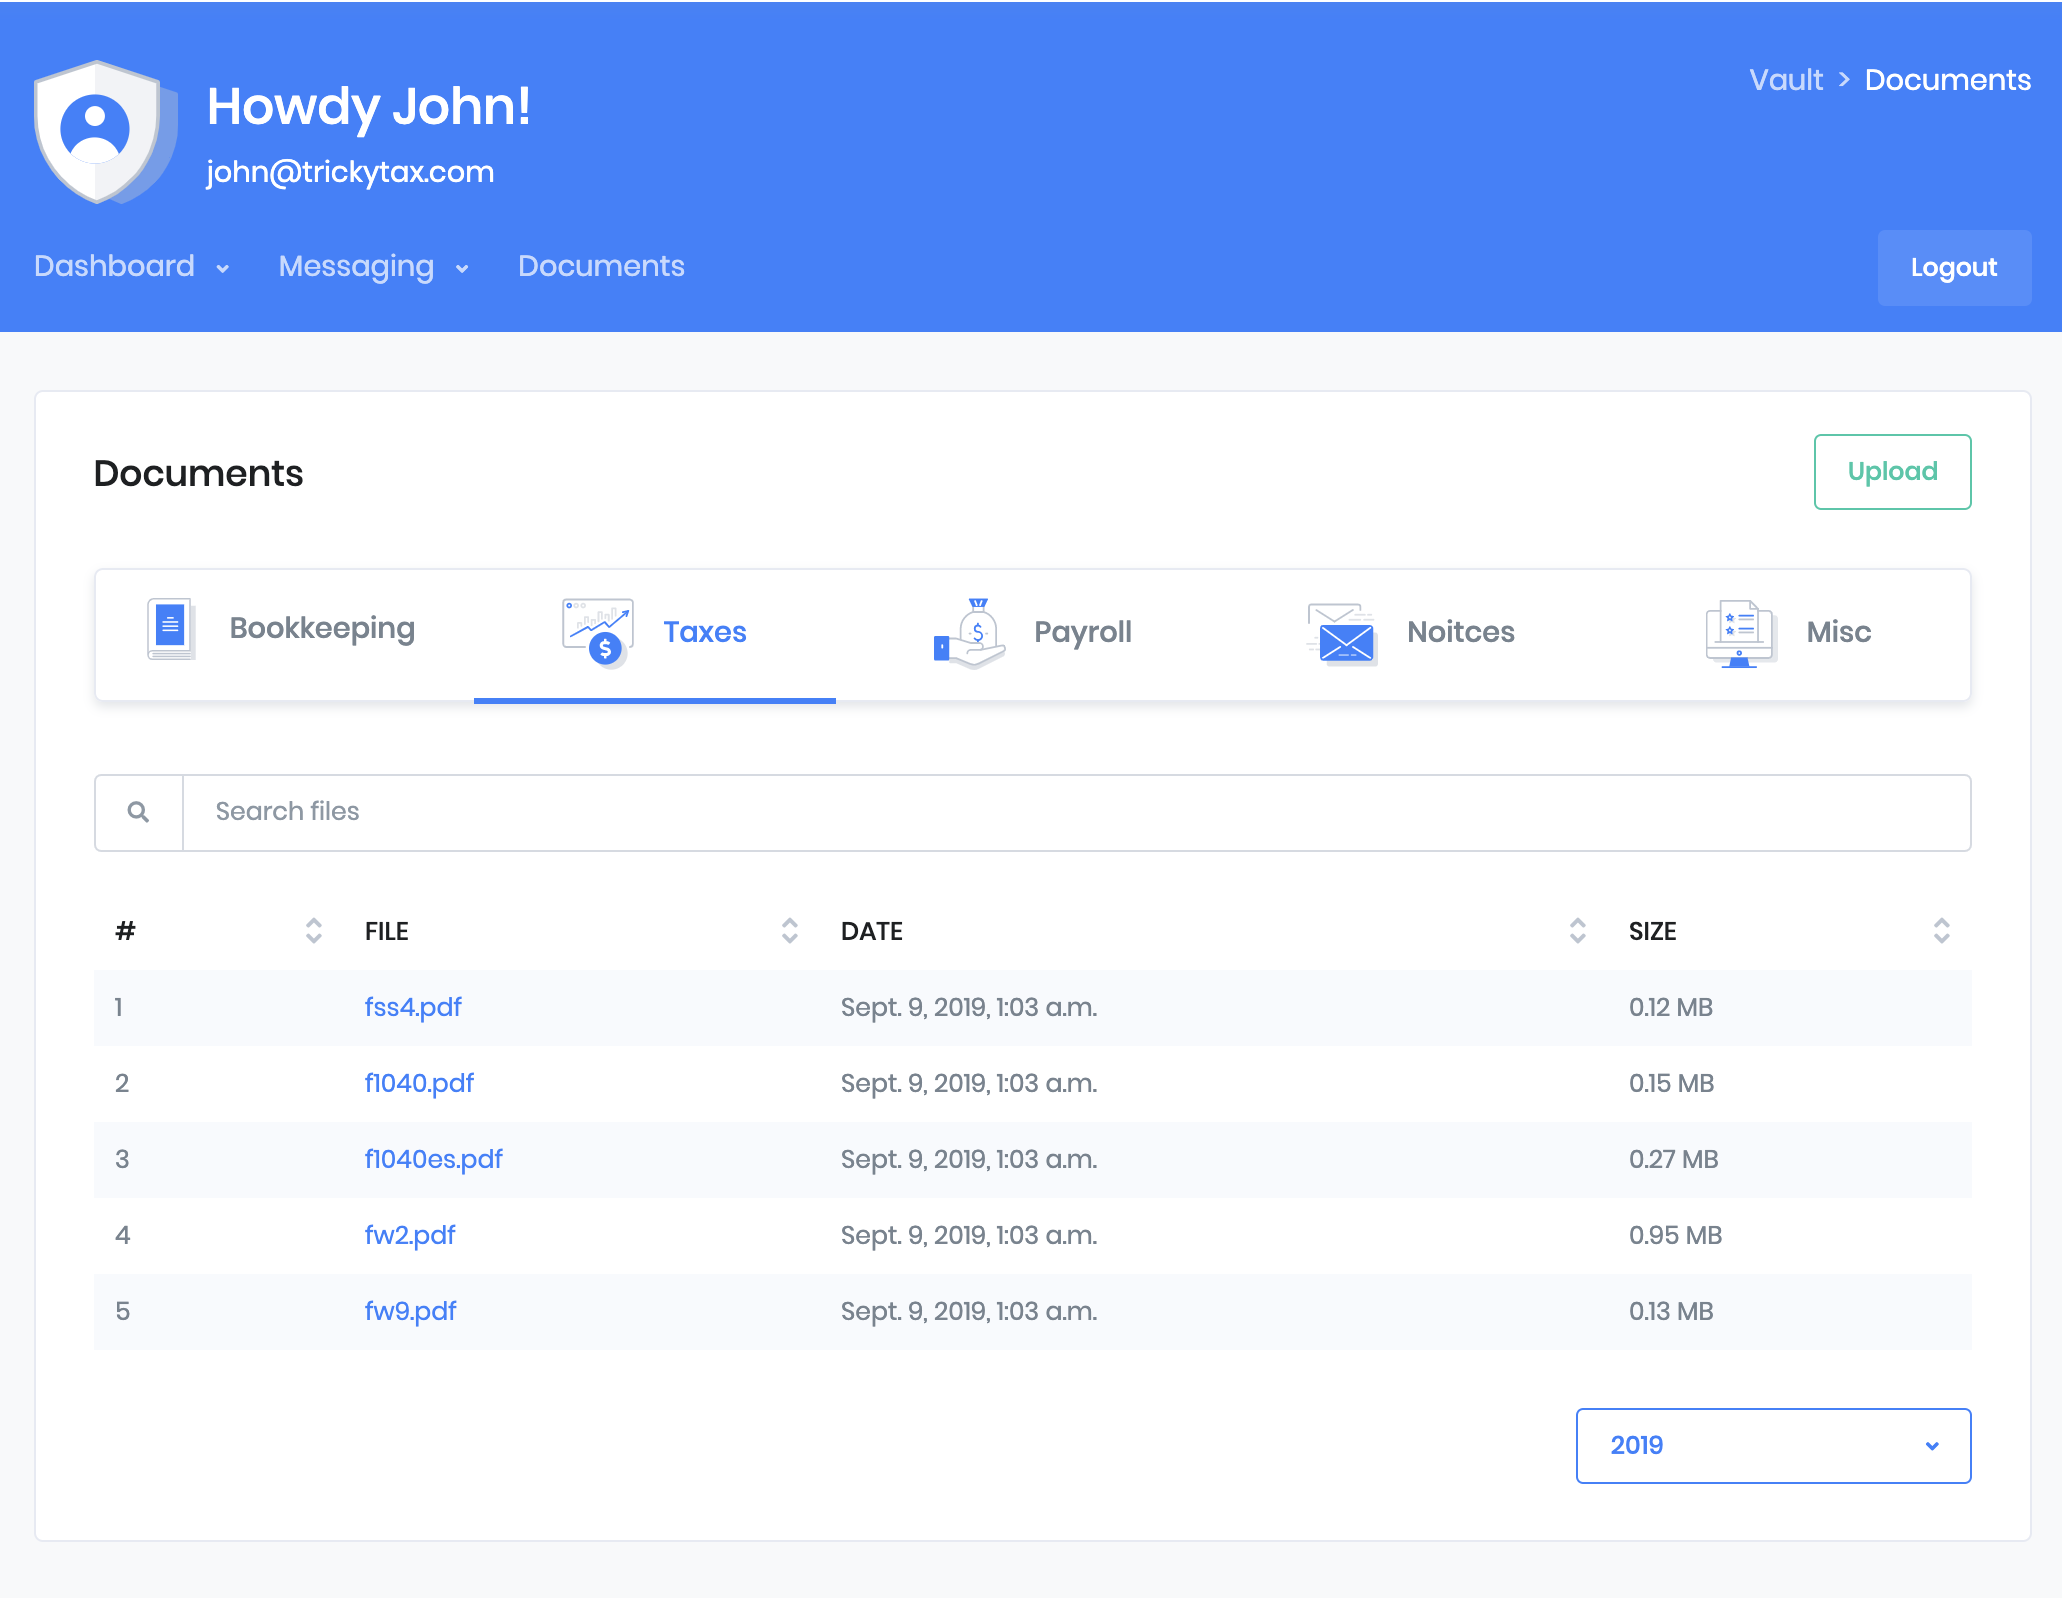 Howdy John!
john@trickytax.com
Vault > Documents
Dashboard Messaging Documents
Logout
Documents
Upload
Bookkeeping Taxes Payroll Noitces Misc
Search files
# FILE DATE SIZE
1 fss4.pdf Sept. 9, 2019, 1:03 a.m. 0.12 MB
2 f1040.pdf Sept. 9, 2019, 1:03 a.m. 0.15 MB
3 f1040es.pdf Sept. 9, 2019, 1:03 a.m. 0.27 MB
4 fw2.pdf Sept. 9, 2019, 1:03 a.m. 0.95 MB
5 fw9.pdf Sept. 9, 2019, 1:03 a.m. 0.13 MB
2019